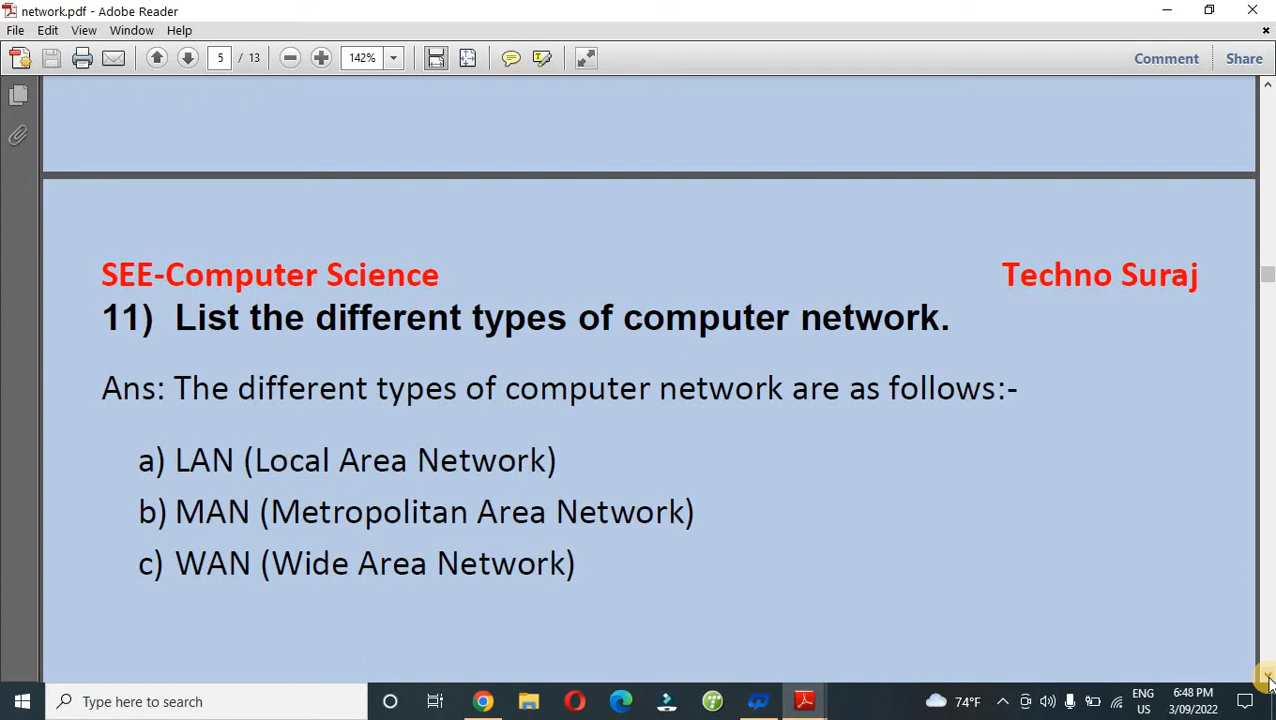 network.pdf - Adobe Reader
File Edit View Window Help
5 / 13 142% Comment Share
SEE-Computer Science Techno Suraj
11) List the different types of computer network.
Ans: The different types of computer network are as follows:-
a) LAN (Local Area Network)
b) MAN (Metropolitan Area Network)
c) WAN (Wide Area Network)
Type here to search
74°F
ENG
US
6:48 PM
3/09/2022